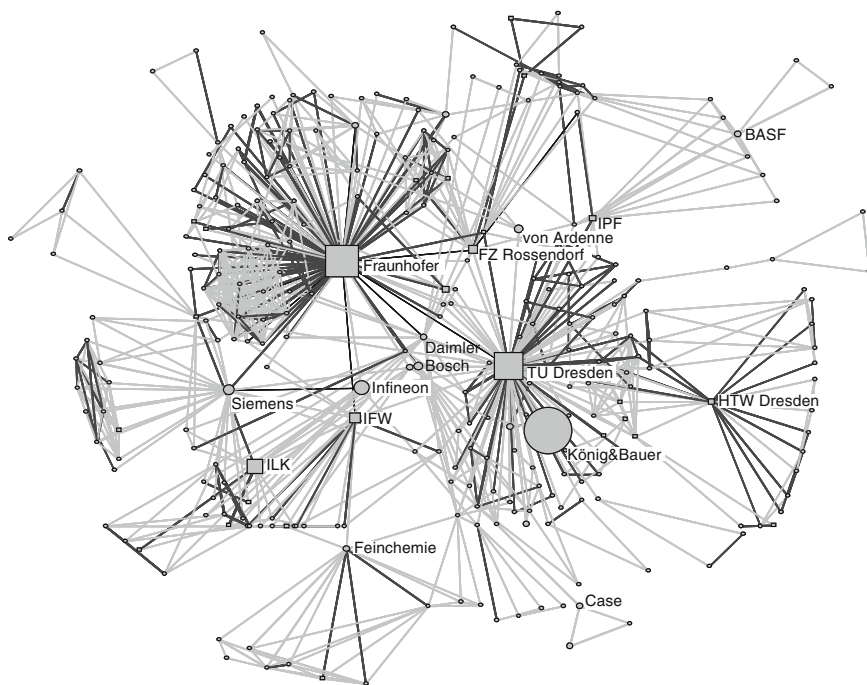 BASF
IPF
von Ardenne
FZ Rossendorf
Fraunhofer
Daimler
Bosch
TU Dresden
Infineon
Siemens
HTW Dresden
IFW
König&Bauer
ILK
Feinchemie
Case